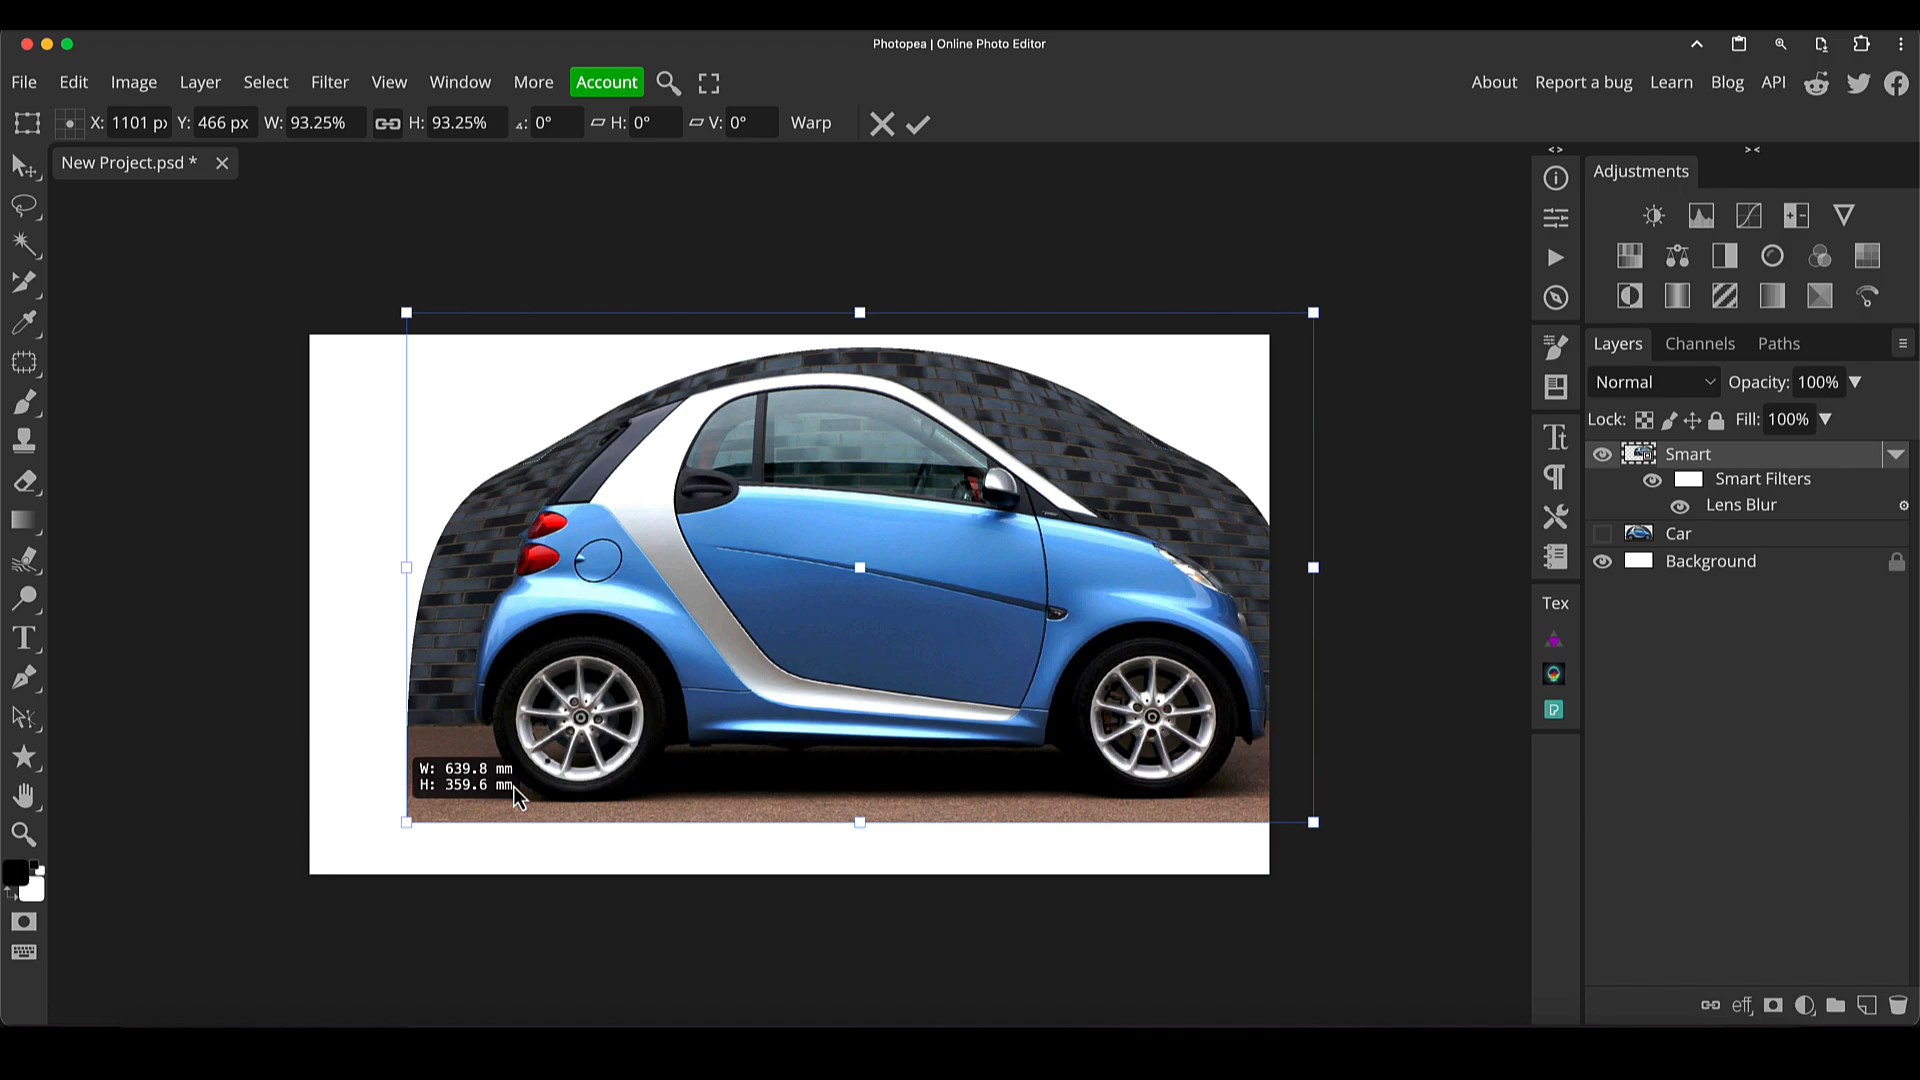 Photopea | Online Photo Editor
File Edit Image Layer Select Filter View Window More Account
About Report a bug Learn Blog API
X: 1101 px Y: 466 px W: 93.25% H: 93.25% 0° H: 0° V: 0° Warp
New Project.psd *
< >
> <
Adjustments
Layers Channels Paths
Normal Opacity: 100%
Lock: Fill: 100%
Smart
Smart Filters
Lens Blur
Car
Background
Tex
W: 639.8 mm
H: 359.6 mm
eff